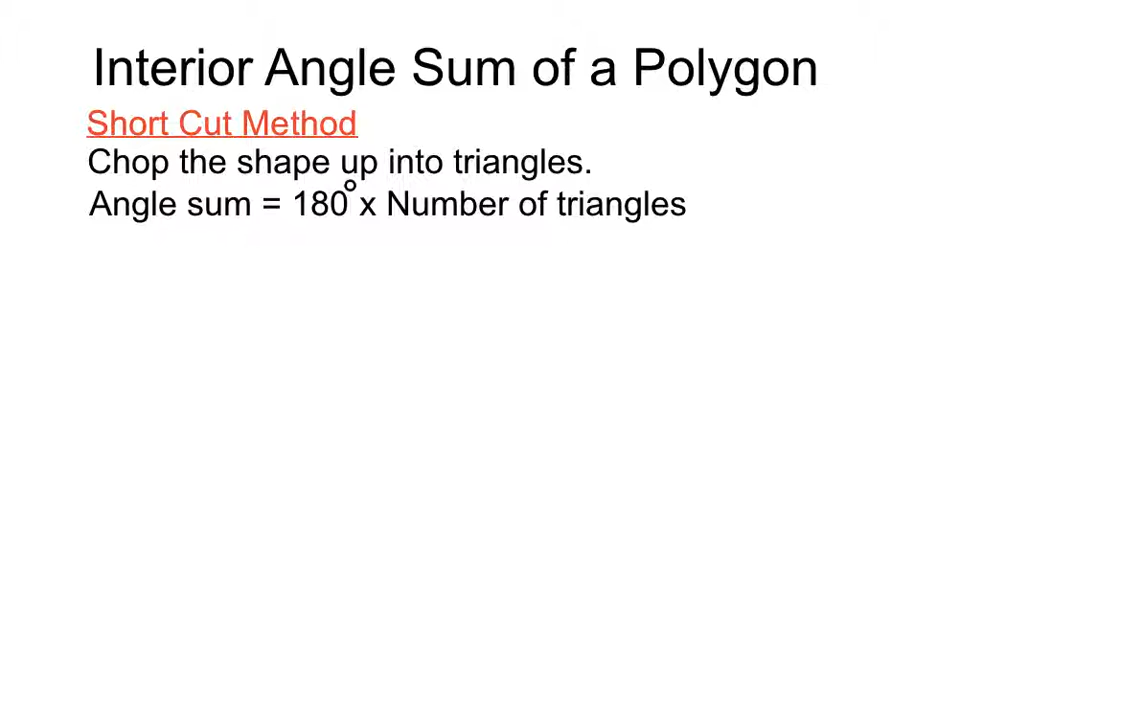 Interior Angle Sum of a Polygon
Short Cut Method
Chop the shape up into triangles.
Angle sum = 180° x Number of triangles